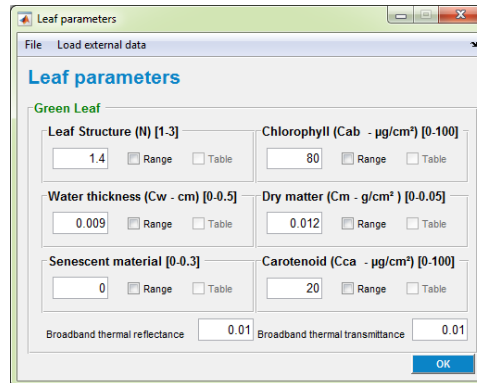 Leaf parameters
File Load external data
Leaf parameters
Green Leaf
Leaf Structure (N) [1-3] Chlorophyll (Cab - µg/cm²) [0-100]
1.4 Range Table 80 Range Table
Water thickness (Cw - cm) [0-0.5] Dry matter (Cm - g/cm² ) [0-0.05]
0.009 Range Table 0.012 Range Table
Senescent material [0-0.3] Carotenoid (Cca - µg/cm²) [0-100]
0 Range Table 20 Range Table
Broadband thermal reflectance 0.01 Broadband thermal transmittance 0.01
OK